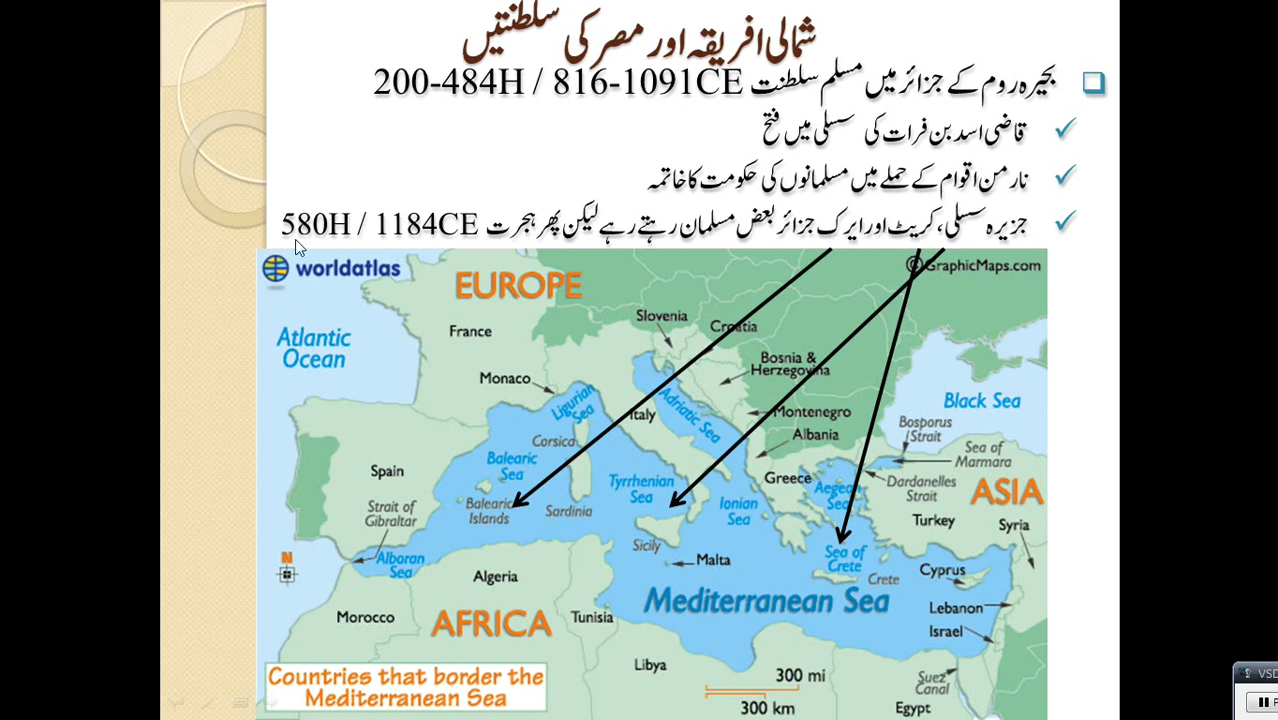 شمالی افریقہ اور مصر کی سلطنتیں
بحیرہ روم کے جزائر میں مسلم سلطنت 200-484H / 816-1091CE
قاضی اسد بن فرات کی سسلی میں فتح
نارمن اقوام کے حملے میں مسلمانوں کی حکومت کا خاتمہ
جزیرہ سسلی، کریٹ اور ایرک جزائر بعض مسلمان رہتے رہے لیکن پھر ہجرت 580H / 1184CE
worldatlas
©GraphicMaps.com
EUROPE
Atlantic
Ocean
France
Slovenia
Croatia
Bosnia &
Herzegovina
Monaco
Ligurian
Sea
Italy
Adriatic Sea
Montenegro
Albania
Black Sea
Bosporus
Strait
Sea of
Marmara
Corsica
Balearic
Sea
Spain
Tyrrhenian
Sea
Greece
Aegean
Sea
Dardanelles
Strait
ASIA
Strait of
Gibraltar
Balearic
Islands
Sardinia
Ionian
Sea
Turkey
Syria
Sicily
Malta
Sea of
Crete
Crete
Cyprus
N
Alboran
Sea
Algeria
Mediterranean Sea
Lebanon
Morocco
AFRICA
Tunisia
Israel
Libya
Suez
Canal
Egypt
300 mi
300 km
Countries that border the
Mediterranean Sea
VSD